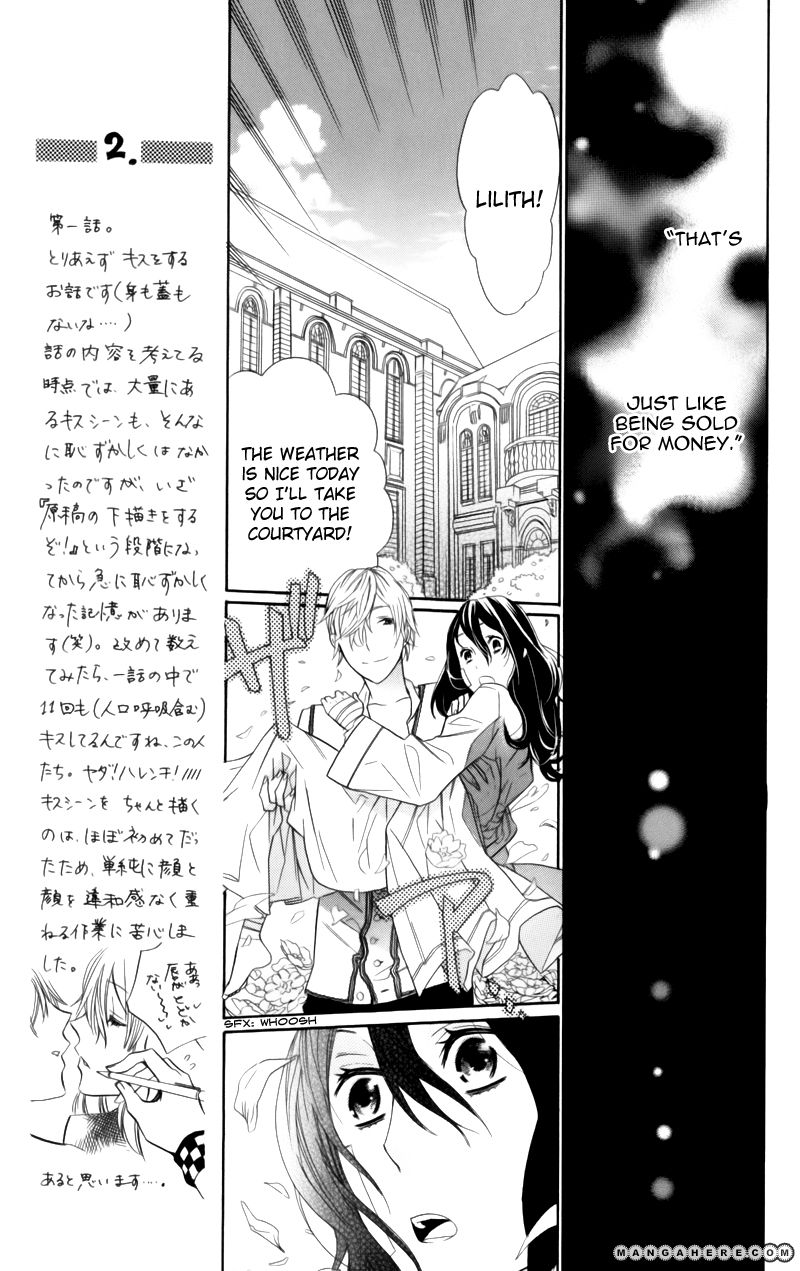 "THAT'S
JUST LIKE
BEING SOLD
FOR MONEY."
LILITH!
THE WEATHER
IS NICE TODAY
SO I'LL TAKE
YOU TO THE
COURTYARD!
SFX: WHOOSH
2.
第一話。
とりあえず キスをする
お話です(身も蓋も
ないな‥‥)
話の内容を考えてる
時点では、大量にあ
るキスシーンも、そんな
に恥ずかしくはなか
ったのですが、いざ
『原稿の下描きをする
ぞ!』という段階にな
ってから急に恥ずかしく
なった記憶がありま
す(笑)。改めて数え
てみたら、一話の中で
11回も(人口呼吸含む)
キスしてるんですね、この人
たち。ヤダ!ハレンチ!////
キスシーンを ちゃんと描く
のは、ほぼ初めてだっ
たため、単純に顔と
顔を違和感なく重
ねる作業に苦心しま
した。
ああっ
唇がとどか
ない〜〜
あると思います‥‥。
MANGAHERE.COM